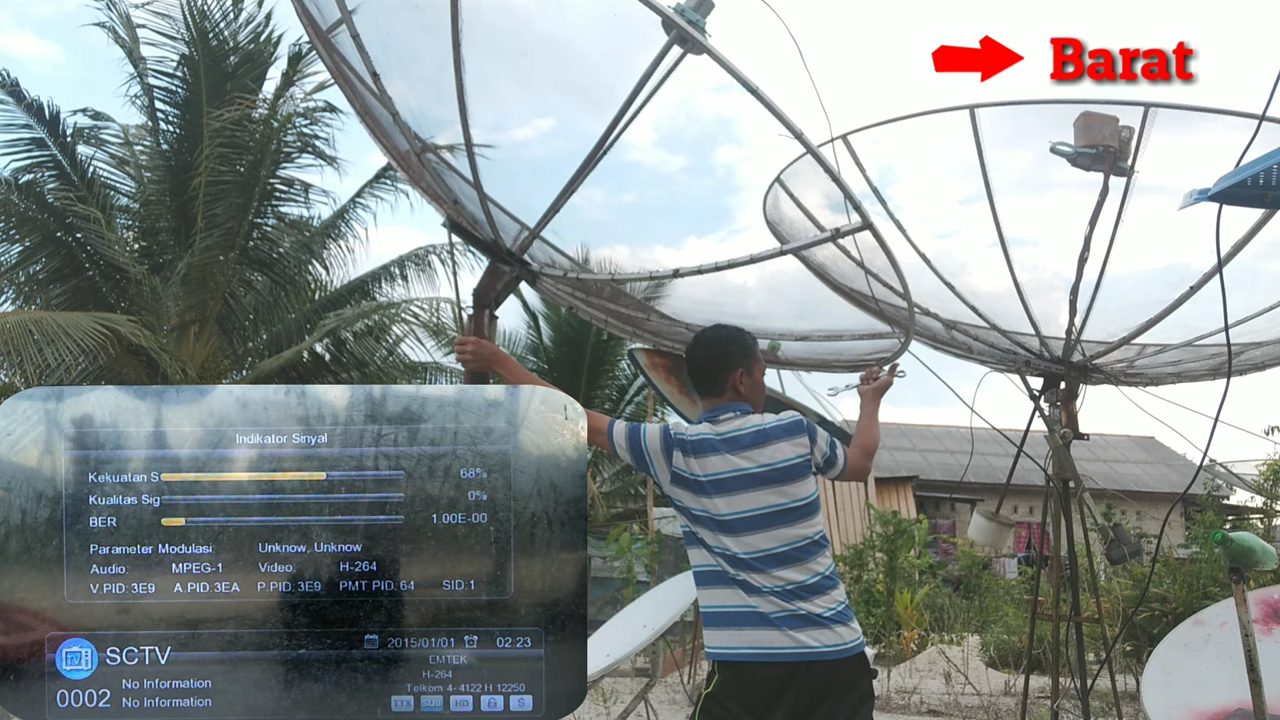 Barat
Indikator Sinyal
Kekuatan S 68%
Kualitas Sig 0%
BER 1.00E-00
Parameter Modulasi: Unknow, Unknow
Audio: MPEG-1 Video: H-264
V.PID:3E9 A.PID:3EA P.PID:3E9 PMT PID:64 SID:1
TV SCTV 2015/01/01 02:23
EMTEK
H-264
Telkom 4- 4122 H 12250
0002 No Information
No Information
TTX SUB HD S